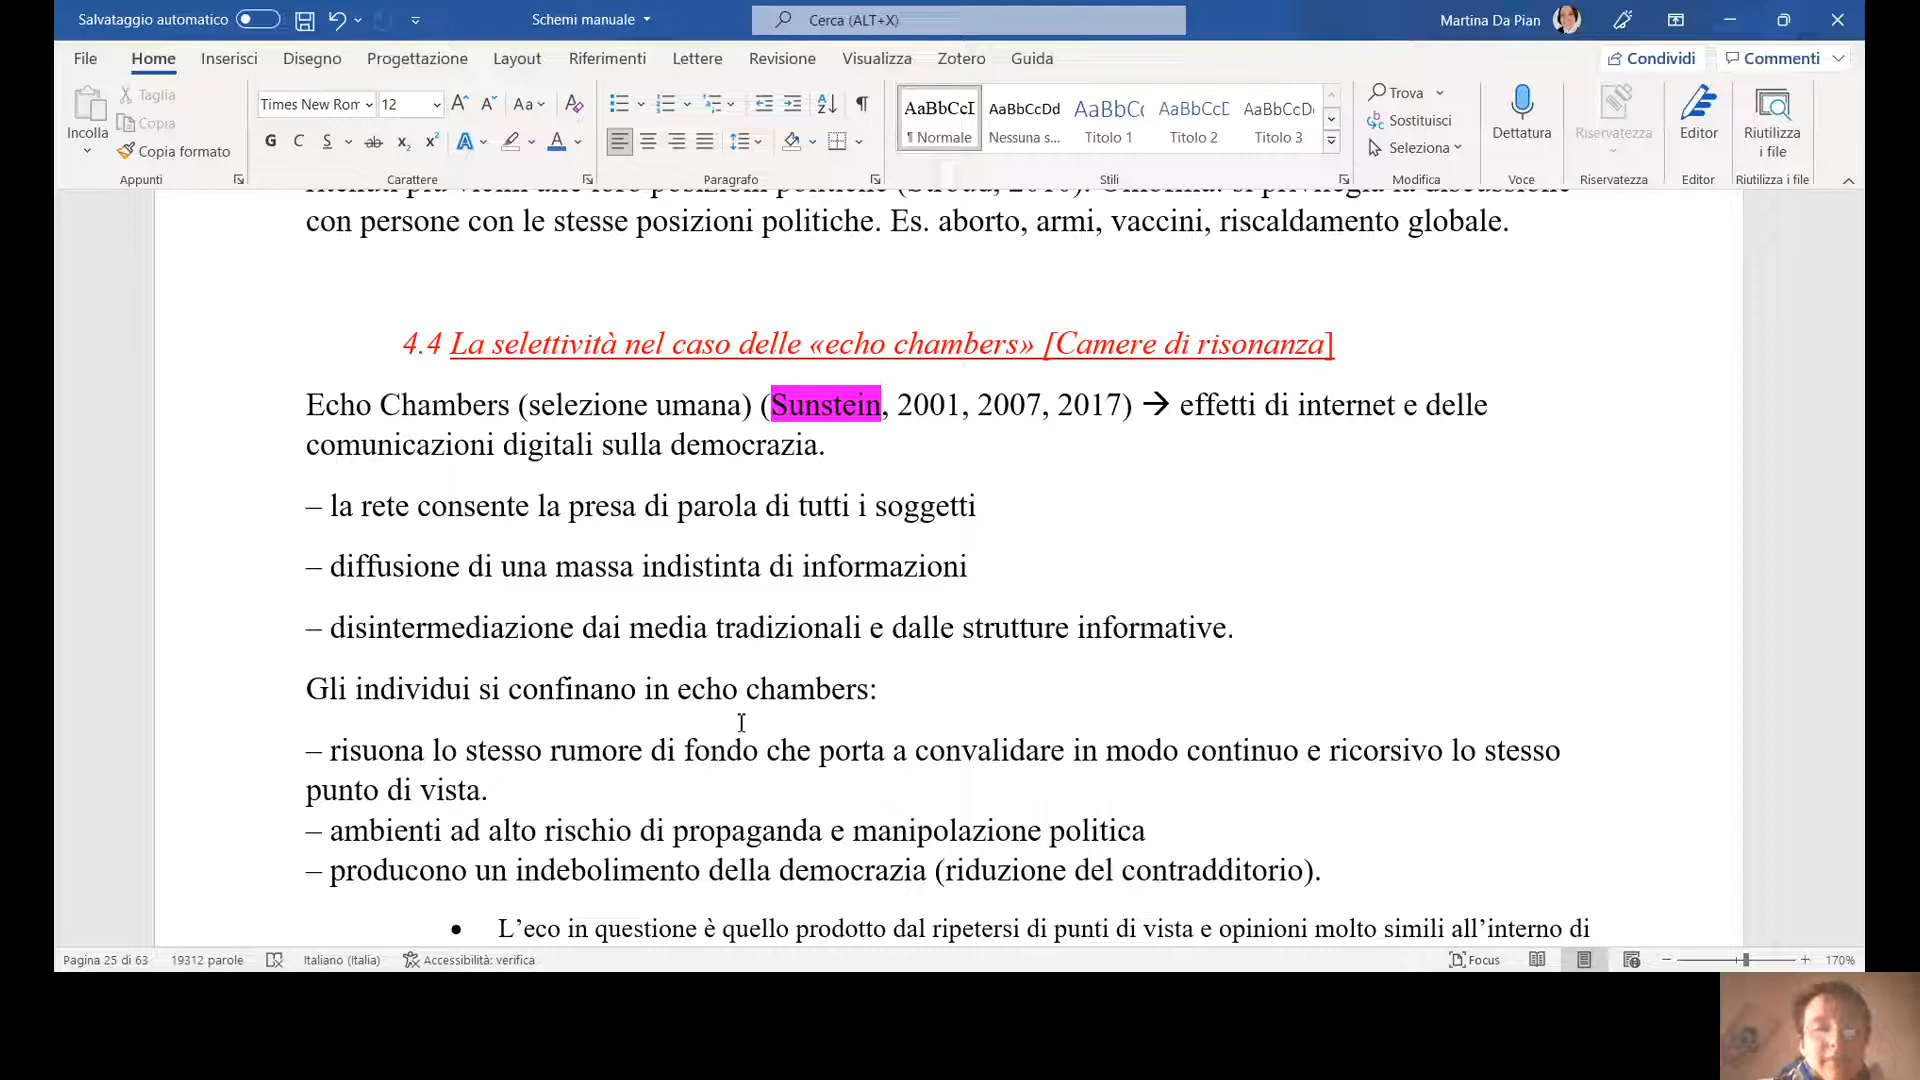 Salvataggio automatico Schemi manuale Cerca (ALT+X) Martina Da Pian
File Home Inserisci Disegno Progettazione Layout Riferimenti Lettere Revisione Visualizza Zotero Guida Condividi Commenti
Incolla Taglia Copia Copia formato
Times New Rom 12 Aa
G C S ab x₂ x² A A
AaBbCcI AaBbCcDd AaBbC( AaBbCcD AaBbCcD
¶ Normale Nessuna s... Titolo 1 Titolo 2 Titolo 3
Trova Sostituisci Seleziona
Dettatura Riservatezza Editor Riutilizza i file
Appunti Carattere Paragrafo Stili Modifica Voce Riservatezza Editor Riutilizza i file
con persone con le stesse posizioni politiche. Es. aborto, armi, vaccini, riscaldamento globale.
4.4 La selettività nel caso delle «echo chambers» [Camere di risonanza]
Echo Chambers (selezione umana) (Sunstein, 2001, 2007, 2017) → effetti di internet e delle
comunicazioni digitali sulla democrazia.
– la rete consente la presa di parola di tutti i soggetti
– diffusione di una massa indistinta di informazioni
– disintermediazione dai media tradizionali e dalle strutture informative.
Gli individui si confinano in echo chambers:
– risuona lo stesso rumore di fondo che porta a convalidare in modo continuo e ricorsivo lo stesso
punto di vista.
– ambienti ad alto rischio di propaganda e manipolazione politica
– producono un indebolimento della democrazia (riduzione del contradditorio).
• L’eco in questione è quello prodotto dal ripetersi di punti di vista e opinioni molto simili all’interno di
Pagina 25 di 63 19312 parole Italiano (Italia) Accessibilità: verifica Focus 170%